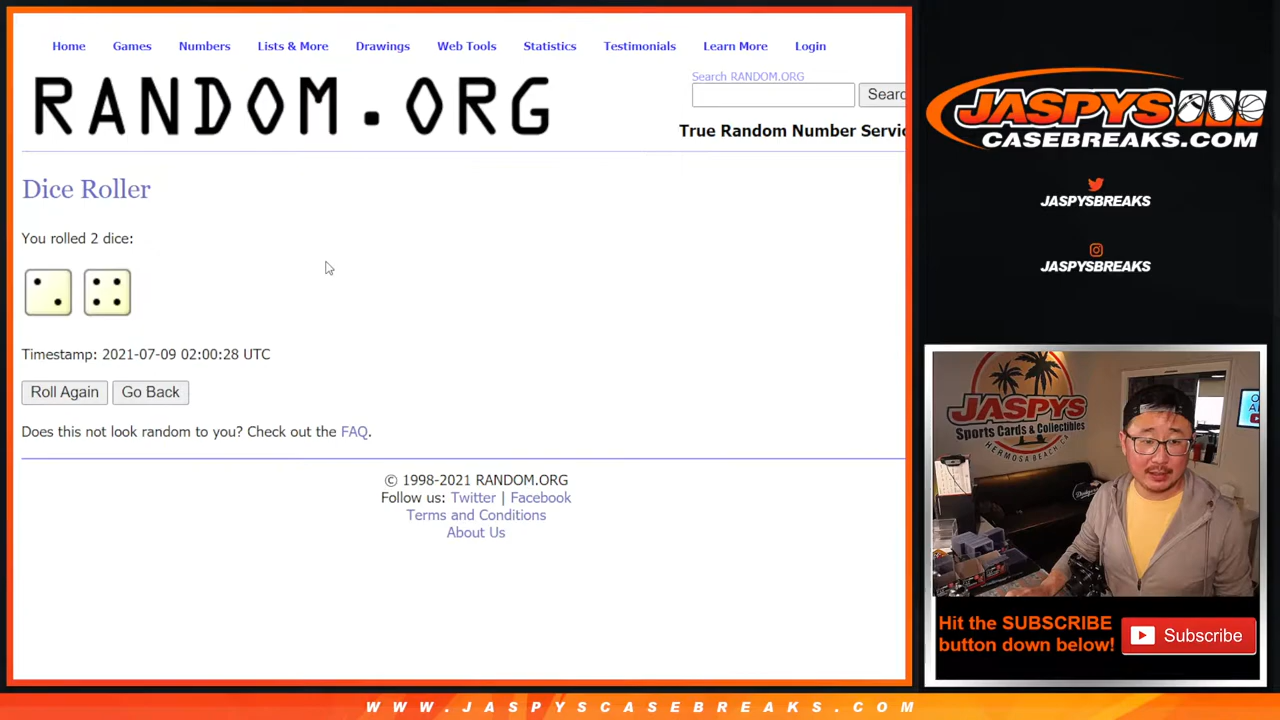 Home Games Numbers Lists & More Drawings Web Tools Statistics Testimonials Learn More Login
RANDOM.ORG
Search RANDOM.ORG
Searc
True Random Number Servic
Dice Roller
You rolled 2 dice:
Timestamp: 2021-07-09 02:00:28 UTC
Roll Again Go Back
Does this not look random to you? Check out the FAQ.
© 1998-2021 RANDOM.ORG
Follow us: Twitter | Facebook
Terms and Conditions
About Us
JASPYS
CASEBREAKS.COM
JASPYSBREAKS
JASPYSBREAKS
JASPYS
Sports Cards & Collectibles
HERMOSA BEACH, CA
Dodgers
Hit the SUBSCRIBE
button down below!
Subscribe
WWW.JASPYSCASEBREAKS.COM